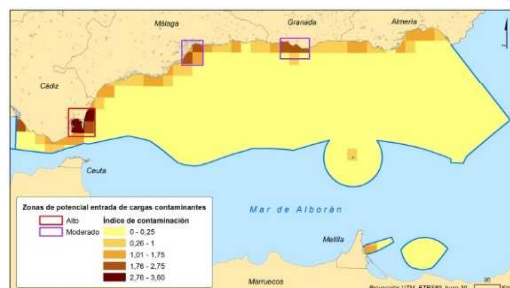 Málaga
Granada
Almería
Cádiz
Ceuta
Mar de Alborán
Melilla
Marruecos
Zonas de potencial entrada de cargas contaminantes
Alto
Moderado
Índice de contaminación
0 - 0,25
0,26 - 1
1,01 - 1,75
1,76 - 2,75
2,76 - 3,60